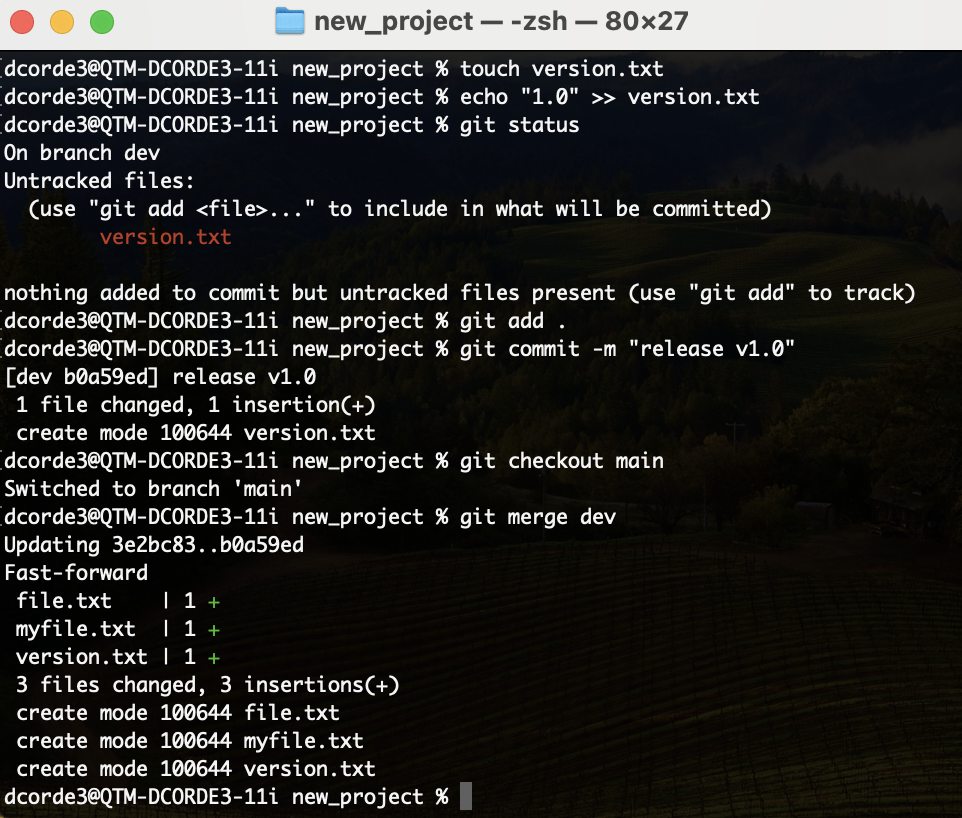 new_project — -zsh — 80×27
dcorde3@QTM-DCORDE3-11i new_project % touch version.txt
dcorde3@QTM-DCORDE3-11i new_project % echo "1.0" >> version.txt
dcorde3@QTM-DCORDE3-11i new_project % git status
On branch dev
Untracked files:
  (use "git add <file>..." to include in what will be committed)
        version.txt

nothing added to commit but untracked files present (use "git add" to track)
dcorde3@QTM-DCORDE3-11i new_project % git add .
dcorde3@QTM-DCORDE3-11i new_project % git commit -m "release v1.0"
[dev b0a59ed] release v1.0
 1 file changed, 1 insertion(+)
 create mode 100644 version.txt
dcorde3@QTM-DCORDE3-11i new_project % git checkout main
Switched to branch 'main'
dcorde3@QTM-DCORDE3-11i new_project % git merge dev
Updating 3e2bc83..b0a59ed
Fast-forward
 file.txt    | 1 +
 myfile.txt  | 1 +
 version.txt | 1 +
 3 files changed, 3 insertions(+)
 create mode 100644 file.txt
 create mode 100644 myfile.txt
 create mode 100644 version.txt
dcorde3@QTM-DCORDE3-11i new_project %